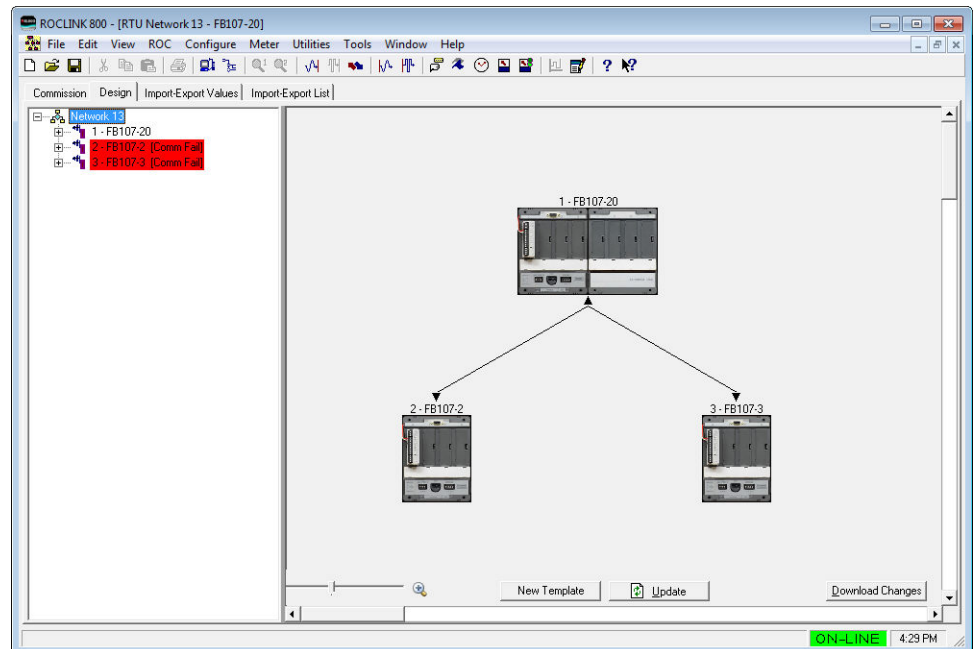 ROCLINK 800 - [RTU Network 13 - FB107-20]
File Edit View ROC Configure Meter Utilities Tools Window Help
Commission Design Import-Export Values Import-Export List
Network 13
1 - FB107-20
2 - FB107-2 [Comm Fail]
3 - FB107-3 [Comm Fail]
1 - FB107-20
2 - FB107-2
3 - FB107-3
New Template Update Download Changes
ON-LINE 4:29 PM